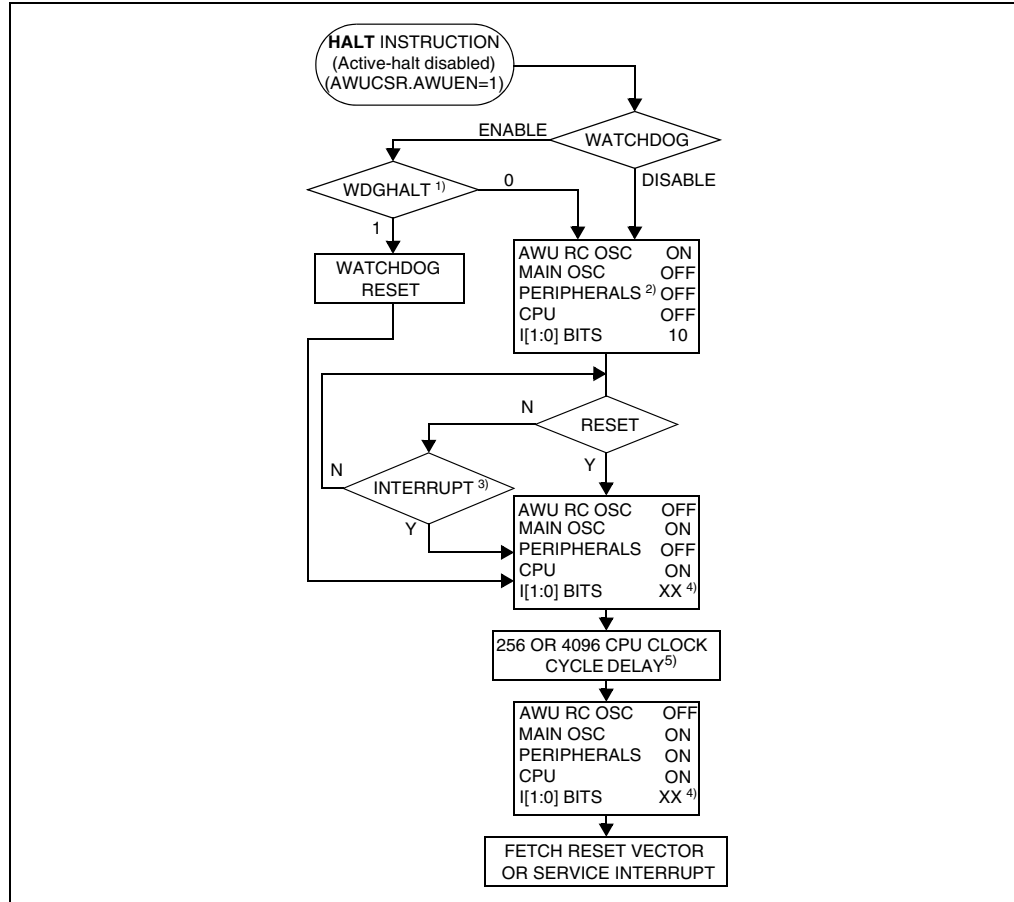 HALT INSTRUCTION
(Active-halt disabled)
(AWUCSR.AWUEN=1)
ENABLE
WATCHDOG
WDGHALT 1)
0
DISABLE
1
WATCHDOG
RESET
AWU RC OSC ON
MAIN OSC OFF
PERIPHERALS 2) OFF
CPU OFF
I[1:0] BITS 10
N
RESET
N
INTERRUPT 3)
Y
Y
AWU RC OSC OFF
MAIN OSC ON
PERIPHERALS OFF
CPU ON
I[1:0] BITS XX 4)
256 OR 4096 CPU CLOCK
CYCLE DELAY5)
AWU RC OSC OFF
MAIN OSC ON
PERIPHERALS ON
CPU ON
I[1:0] BITS XX 4)
FETCH RESET VECTOR
OR SERVICE INTERRUPT